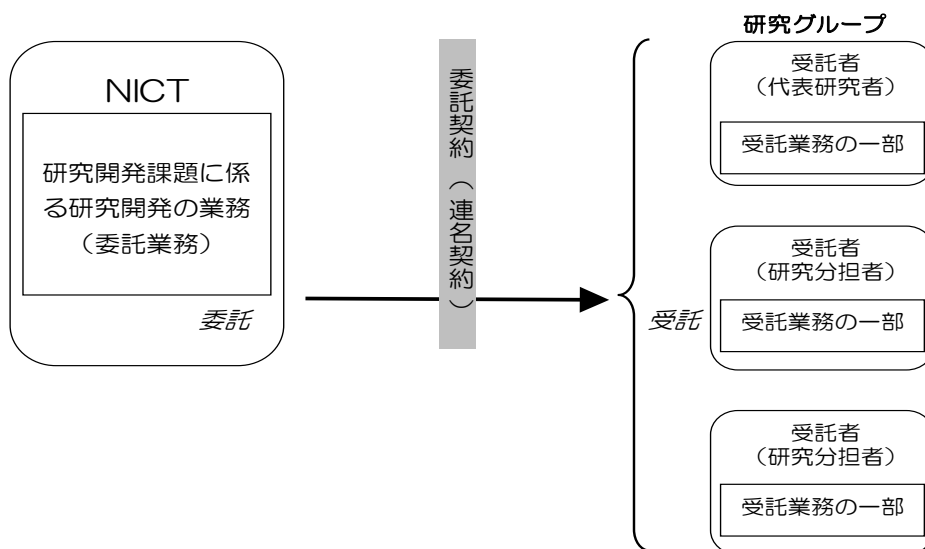 NICT
研究開発課題に係
る研究開発の業務
（委託業務）
委託
委託契約（連名契約）
受託
研究グループ
受託者
（代表研究者）
受託業務の一部
受託者
（研究分担者）
受託業務の一部
受託者
（研究分担者）
受託業務の一部